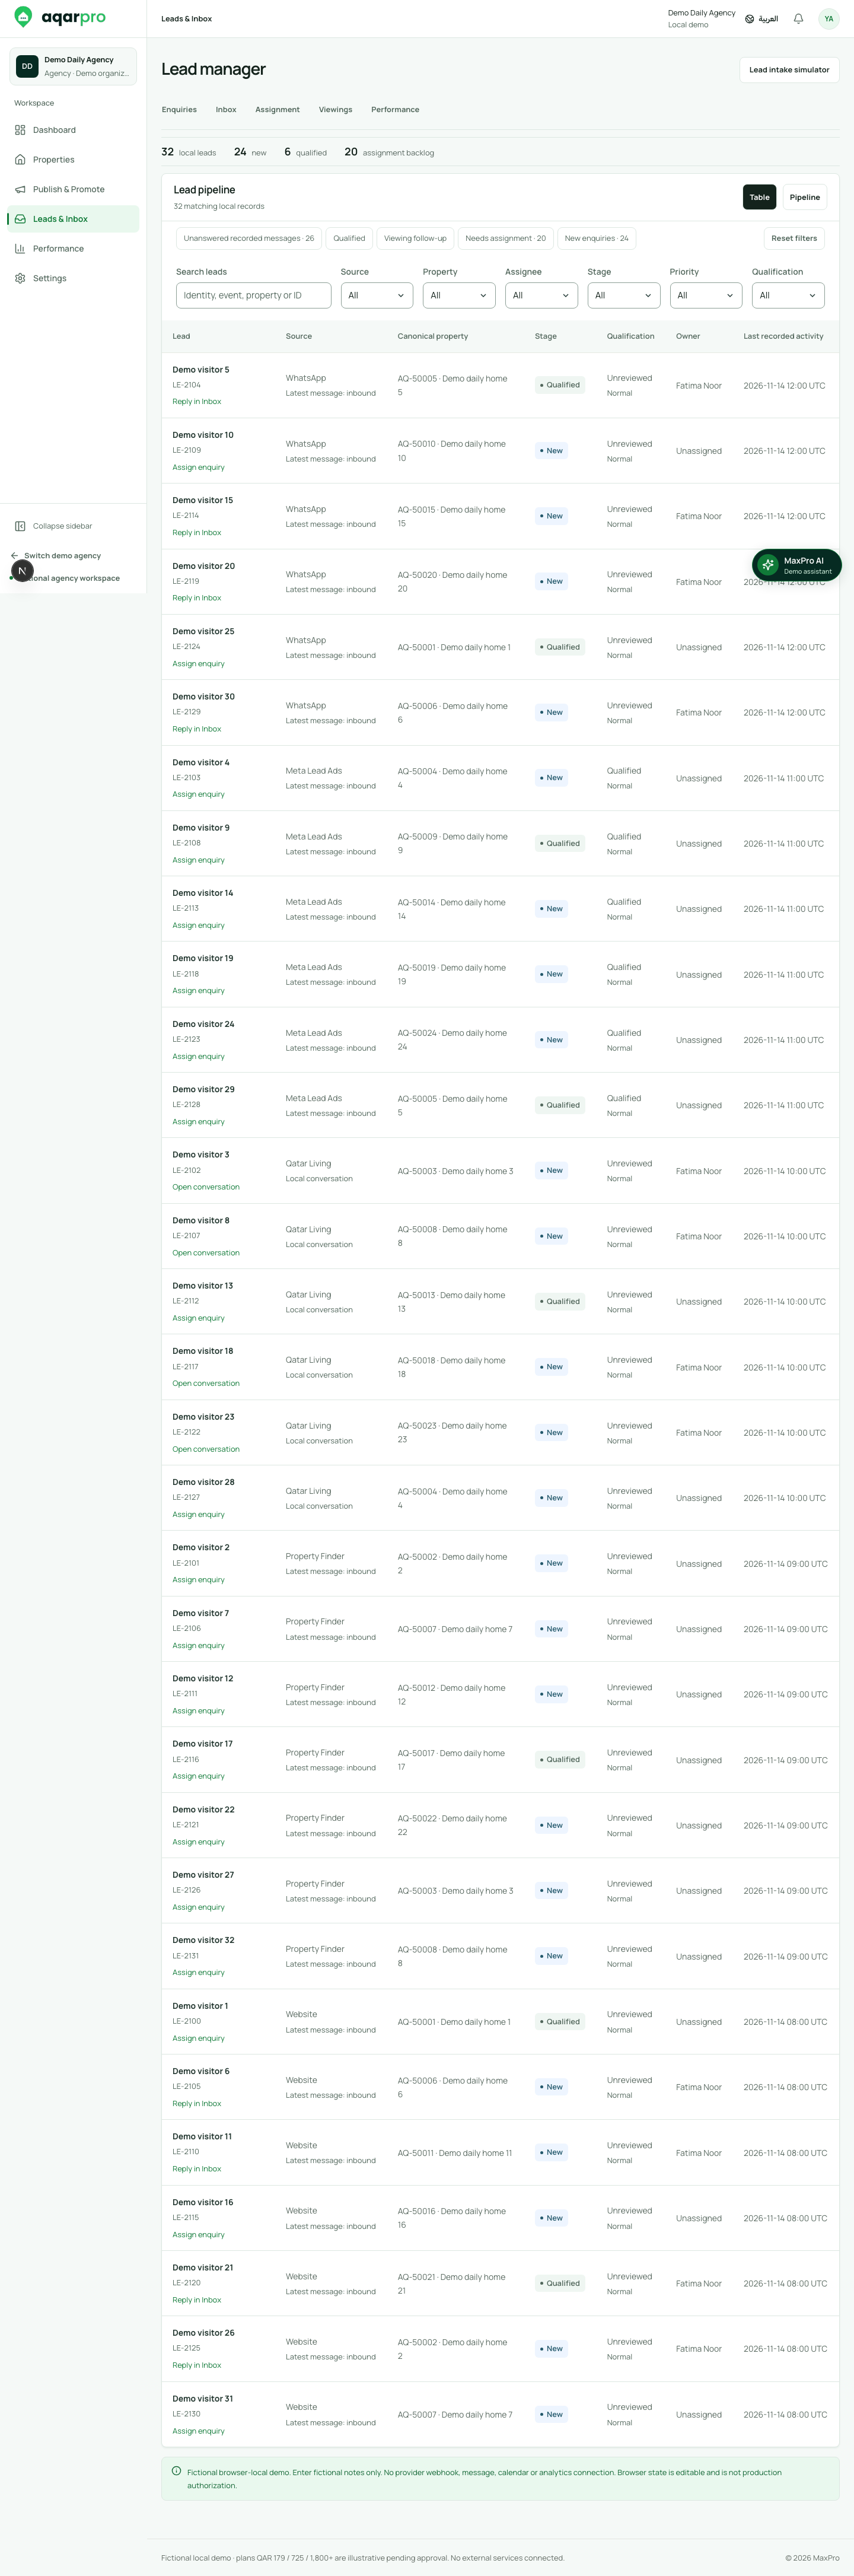 aqarpro
Leads & Inbox
Demo Daily Agency
Local demo
العربية
YA
DD
Demo Daily Agency
Agency · Demo organiz...
Workspace
Dashboard
Properties
Publish & Promote
Leads & Inbox
Performance
Settings
Collapse sidebar
Switch demo agency
N
ional agency workspace
Lead manager
Lead intake simulator
Enquiries Inbox Assignment Viewings Performance
32 local leads 24 new 6 qualified 20 assignment backlog
Lead pipeline
32 matching local records
Table Pipeline
Unanswered recorded messages · 26 Qualified Viewing follow-up Needs assignment · 20 New enquiries · 24 Reset filters
Search leads Source Property Assignee Stage Priority Qualification
Identity, event, property or ID All All All All All All
Lead Source Canonical property Stage Qualification Owner Last recorded activity
Demo visitor 5
LE-2104
Reply in Inbox
WhatsApp
Latest message: inbound
AQ-50005 · Demo daily home
5
Qualified
Unreviewed
Normal
Fatima Noor
2026-11-14 12:00 UTC
Demo visitor 10
LE-2109
Assign enquiry
WhatsApp
Latest message: inbound
AQ-50010 · Demo daily home
10
New
Unreviewed
Normal
Unassigned
2026-11-14 12:00 UTC
Demo visitor 15
LE-2114
Reply in Inbox
WhatsApp
Latest message: inbound
AQ-50015 · Demo daily home
15
New
Unreviewed
Normal
Fatima Noor
2026-11-14 12:00 UTC
Demo visitor 20
LE-2119
Reply in Inbox
WhatsApp
Latest message: inbound
AQ-50020 · Demo daily home
20
New
Unreviewed
Normal
Fatima Noor
2026-11-14 12:00 UTC
MaxPro AI
Demo assistant
Demo visitor 25
LE-2124
Assign enquiry
WhatsApp
Latest message: inbound
AQ-50001 · Demo daily home 1
Qualified
Unreviewed
Normal
Unassigned
2026-11-14 12:00 UTC
Demo visitor 30
LE-2129
Reply in Inbox
WhatsApp
Latest message: inbound
AQ-50006 · Demo daily home
6
New
Unreviewed
Normal
Fatima Noor
2026-11-14 12:00 UTC
Demo visitor 4
LE-2103
Assign enquiry
Meta Lead Ads
Latest message: inbound
AQ-50004 · Demo daily home
4
New
Qualified
Normal
Unassigned
2026-11-14 11:00 UTC
Demo visitor 9
LE-2108
Assign enquiry
Meta Lead Ads
Latest message: inbound
AQ-50009 · Demo daily home
9
Qualified
Qualified
Normal
Unassigned
2026-11-14 11:00 UTC
Demo visitor 14
LE-2113
Assign enquiry
Meta Lead Ads
Latest message: inbound
AQ-50014 · Demo daily home
14
New
Qualified
Normal
Unassigned
2026-11-14 11:00 UTC
Demo visitor 19
LE-2118
Assign enquiry
Meta Lead Ads
Latest message: inbound
AQ-50019 · Demo daily home
19
New
Qualified
Normal
Unassigned
2026-11-14 11:00 UTC
Demo visitor 24
LE-2123
Assign enquiry
Meta Lead Ads
Latest message: inbound
AQ-50024 · Demo daily home
24
New
Qualified
Normal
Unassigned
2026-11-14 11:00 UTC
Demo visitor 29
LE-2128
Assign enquiry
Meta Lead Ads
Latest message: inbound
AQ-50005 · Demo daily home
5
Qualified
Qualified
Normal
Unassigned
2026-11-14 11:00 UTC
Demo visitor 3
LE-2102
Open conversation
Qatar Living
Local conversation
AQ-50003 · Demo daily home 3
New
Unreviewed
Normal
Fatima Noor
2026-11-14 10:00 UTC
Demo visitor 8
LE-2107
Open conversation
Qatar Living
Local conversation
AQ-50008 · Demo daily home
8
New
Unreviewed
Normal
Fatima Noor
2026-11-14 10:00 UTC
Demo visitor 13
LE-2112
Assign enquiry
Qatar Living
Local conversation
AQ-50013 · Demo daily home
13
Qualified
Unreviewed
Normal
Unassigned
2026-11-14 10:00 UTC
Demo visitor 18
LE-2117
Open conversation
Qatar Living
Local conversation
AQ-50018 · Demo daily home
18
New
Unreviewed
Normal
Fatima Noor
2026-11-14 10:00 UTC
Demo visitor 23
LE-2122
Open conversation
Qatar Living
Local conversation
AQ-50023 · Demo daily home
23
New
Unreviewed
Normal
Fatima Noor
2026-11-14 10:00 UTC
Demo visitor 28
LE-2127
Assign enquiry
Qatar Living
Local conversation
AQ-50004 · Demo daily home
4
New
Unreviewed
Normal
Unassigned
2026-11-14 10:00 UTC
Demo visitor 2
LE-2101
Assign enquiry
Property Finder
Latest message: inbound
AQ-50002 · Demo daily home
2
New
Unreviewed
Normal
Unassigned
2026-11-14 09:00 UTC
Demo visitor 7
LE-2106
Assign enquiry
Property Finder
Latest message: inbound
AQ-50007 · Demo daily home 7
New
Unreviewed
Normal
Unassigned
2026-11-14 09:00 UTC
Demo visitor 12
LE-2111
Assign enquiry
Property Finder
Latest message: inbound
AQ-50012 · Demo daily home
12
New
Unreviewed
Normal
Unassigned
2026-11-14 09:00 UTC
Demo visitor 17
LE-2116
Assign enquiry
Property Finder
Latest message: inbound
AQ-50017 · Demo daily home
17
Qualified
Unreviewed
Normal
Unassigned
2026-11-14 09:00 UTC
Demo visitor 22
LE-2121
Assign enquiry
Property Finder
Latest message: inbound
AQ-50022 · Demo daily home
22
New
Unreviewed
Normal
Unassigned
2026-11-14 09:00 UTC
Demo visitor 27
LE-2126
Assign enquiry
Property Finder
Latest message: inbound
AQ-50003 · Demo daily home 3
New
Unreviewed
Normal
Unassigned
2026-11-14 09:00 UTC
Demo visitor 32
LE-2131
Assign enquiry
Property Finder
Latest message: inbound
AQ-50008 · Demo daily home
8
New
Unreviewed
Normal
Unassigned
2026-11-14 09:00 UTC
Demo visitor 1
LE-2100
Assign enquiry
Website
Latest message: inbound
AQ-50001 · Demo daily home 1
Qualified
Unreviewed
Normal
Unassigned
2026-11-14 08:00 UTC
Demo visitor 6
LE-2105
Reply in Inbox
Website
Latest message: inbound
AQ-50006 · Demo daily home
6
New
Unreviewed
Normal
Fatima Noor
2026-11-14 08:00 UTC
Demo visitor 11
LE-2110
Reply in Inbox
Website
Latest message: inbound
AQ-50011 · Demo daily home 11
New
Unreviewed
Normal
Fatima Noor
2026-11-14 08:00 UTC
Demo visitor 16
LE-2115
Assign enquiry
Website
Latest message: inbound
AQ-50016 · Demo daily home
16
New
Unreviewed
Normal
Unassigned
2026-11-14 08:00 UTC
Demo visitor 21
LE-2120
Reply in Inbox
Website
Latest message: inbound
AQ-50021 · Demo daily home
21
Qualified
Unreviewed
Normal
Fatima Noor
2026-11-14 08:00 UTC
Demo visitor 26
LE-2125
Reply in Inbox
Website
Latest message: inbound
AQ-50002 · Demo daily home
2
New
Unreviewed
Normal
Fatima Noor
2026-11-14 08:00 UTC
Demo visitor 31
LE-2130
Assign enquiry
Website
Latest message: inbound
AQ-50007 · Demo daily home 7
New
Unreviewed
Normal
Unassigned
2026-11-14 08:00 UTC
Fictional browser-local demo. Enter fictional notes only. No provider webhook, message, calendar or analytics connection. Browser state is editable and is not production
authorization.
Fictional local demo · plans QAR 179 / 725 / 1,800+ are illustrative pending approval. No external services connected.
© 2026 MaxPro